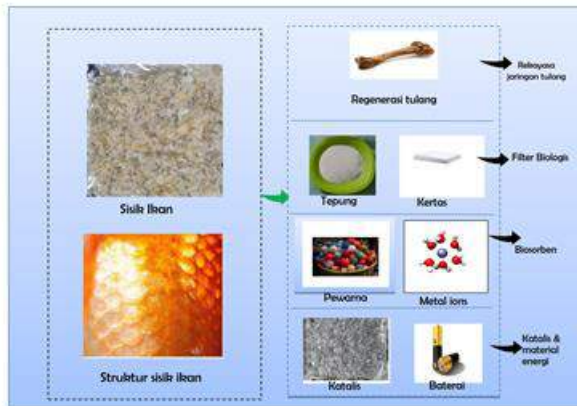 Sisik Ikan
Struktur sisik ikan
Regenerasi tulang
Rekayasa
jaringan tulang
Tepung
Kertas
Filter Biologis
Pewarna
Metal ions
Biosorben
Katalis
Baterai
Katalis &
material
energi